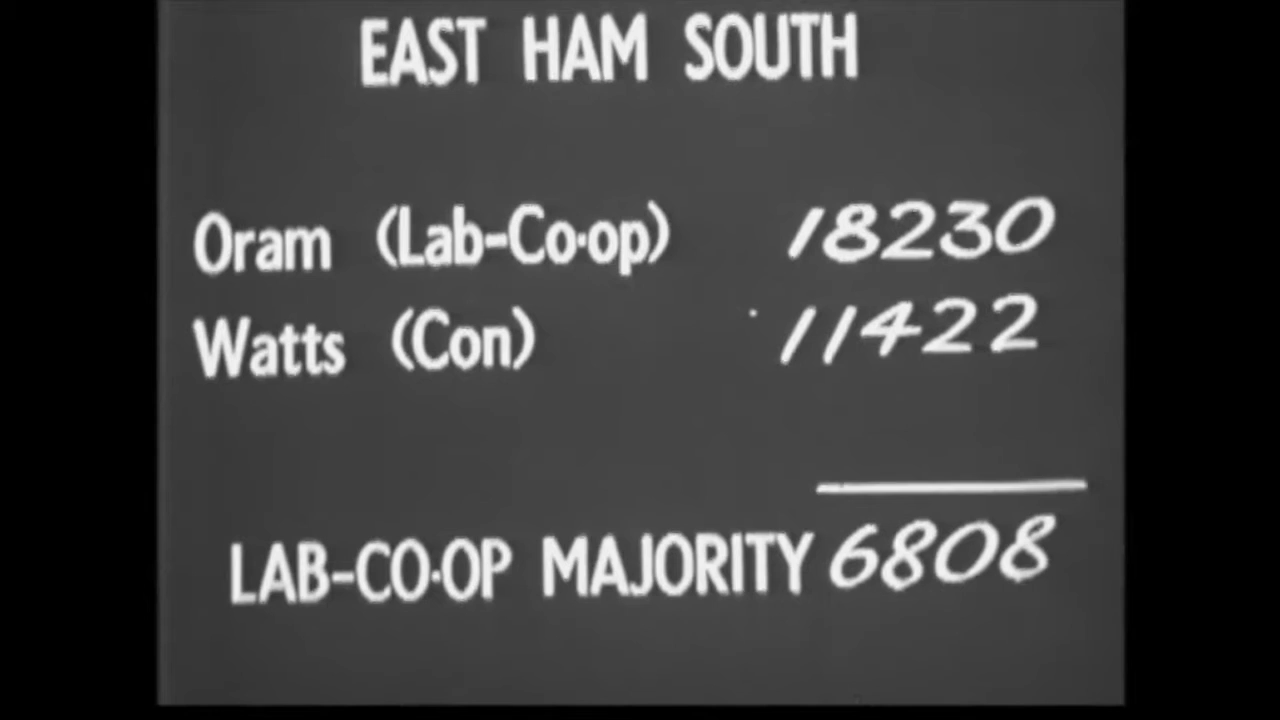 EAST HAM SOUTH
Oram (Lab-Co·op) 18230
Watts (Con) 11422
LAB-CO·OP MAJORITY 6808